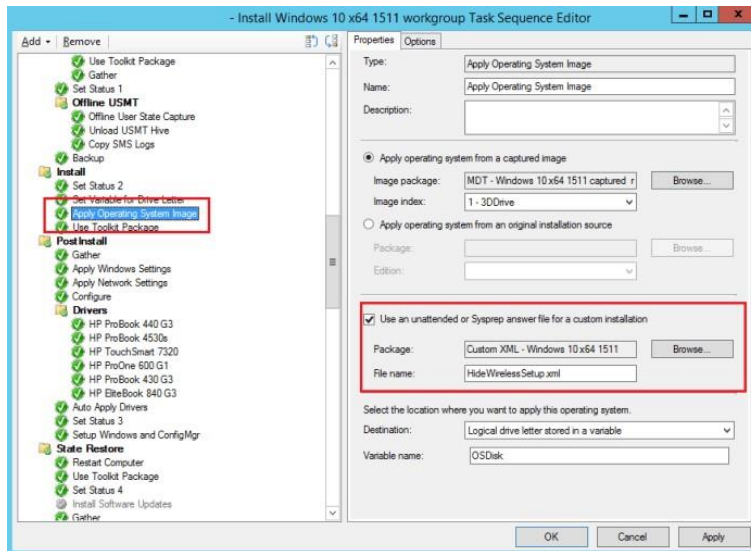 - Install Windows 10 x64 1511 workgroup Task Sequence Editor
Add Remove
Use Toolkit Package
Gather
Set Status 1
Offline USMT
Offline User State Capture
Unload USMT Hive
Copy SMS Logs
Backup
Install
Set Status 2
Set Variable for Drive Letter
Apply Operating System Image
Use Toolkit Package
PostInstall
Gather
Apply Windows Settings
Apply Network Settings
Configure
Drivers
HP ProBook 440 G3
HP ProBook 4530s
HP TouchSmart 7320
HP ProOne 600 G1
HP ProBook 430 G3
HP EliteBook 840 G3
Auto Apply Drivers
Set Status 3
Setup Windows and ConfigMgr
State Restore
Restart Computer
Use Toolkit Package
Set Status 4
Install Software Updates
Gather
Properties Options
Type: Apply Operating System Image
Name: Apply Operating System Image
Description:
Apply operating system from a captured image
Image package: MDT - Windows 10 x64 1511 captured r Browse...
Image index: 1 - 3DDrive
Apply operating system from an original installation source
Package: Browse...
Edition:
Use an unattended or Sysprep answer file for a custom installation
Package: Custom XML - Windows 10 x64 1511 Browse...
File name: HideWirelessSetup.xml
Select the location where you want to apply this operating system.
Destination: Logical drive letter stored in a variable
Variable name: OSDisk
OK Cancel Apply